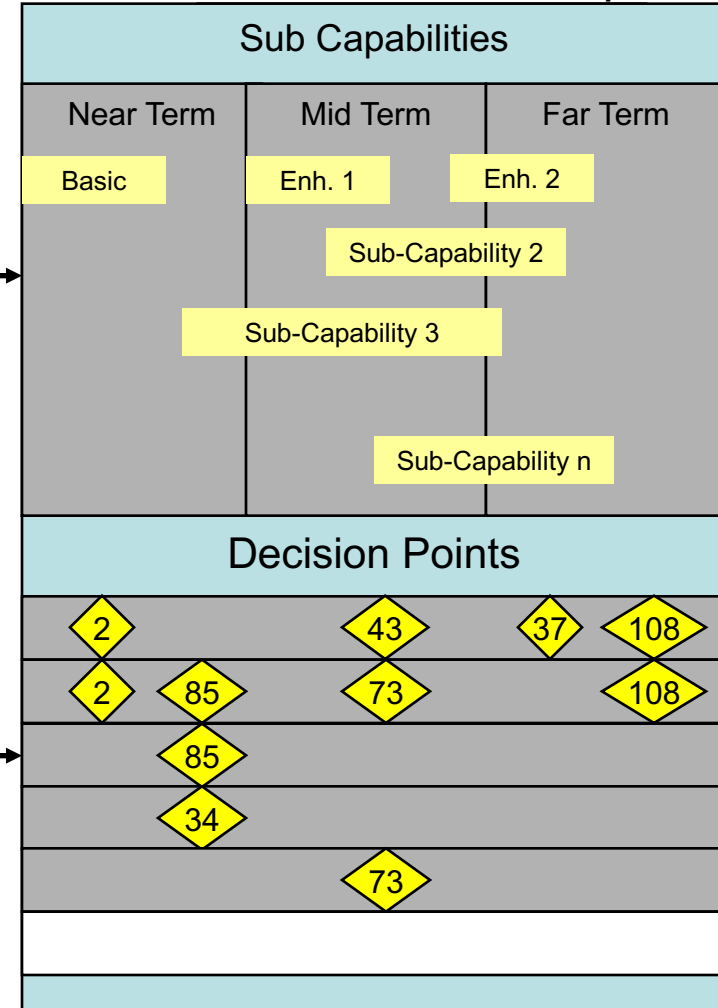 Sub Capabilities
Near Term Mid Term Far Term
Basic Enh. 1 Enh. 2
Sub-Capability 2
Sub-Capability 3
Sub-Capability n
Decision Points
2 43 37 108
2 85 73 108
85
34
73